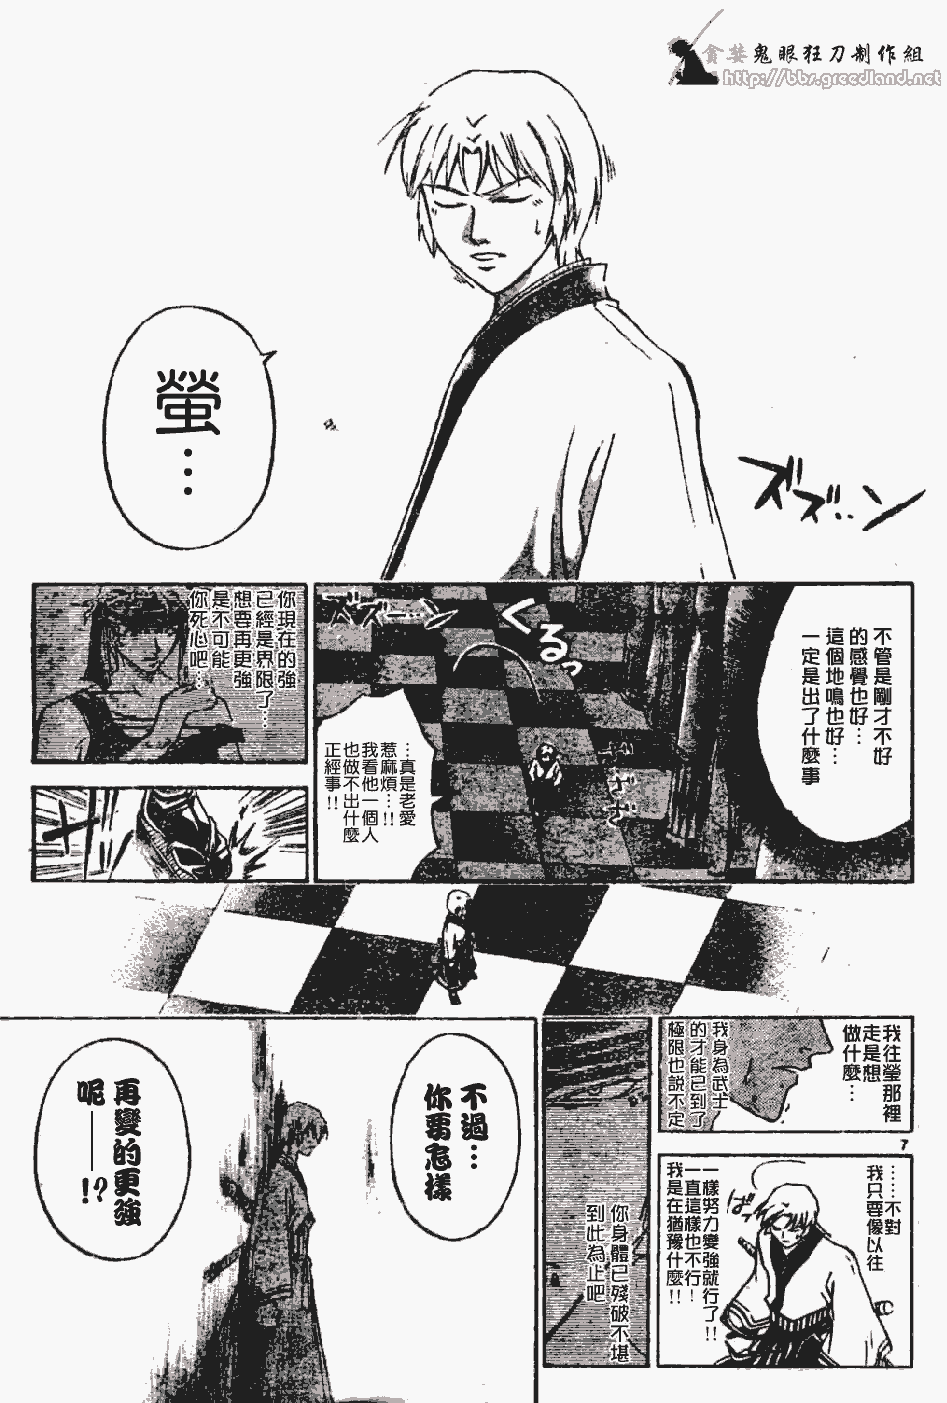 貪婪鬼眼狂刀制作組
http://bbs.greedland.net
螢…
ズズ‥ン
不管是剛才不好
的感覺也好…
這個地鳴也好…
一定是出了什麼事
くるっ
ズズーン
ざ
ざ
ざ
…真是老愛
惹麻煩…!!
我看他一個人
也做不出什麼
正經事!!
你現在的強
已經是界限了…
想要再更強
是不可能
你死心吧…
我往瑩那裡
走是想
做什麼…
我身為武士
的才能已到了
極限也説不定
7
……不對
我只要像以往
一樣努力變強就行了!!
一直這樣也不行!
我是在猶豫什麼!!
ばっ
你身體已殘破不堪
到此為止吧
不過…
你要怎樣
再變的更強
呢——!?